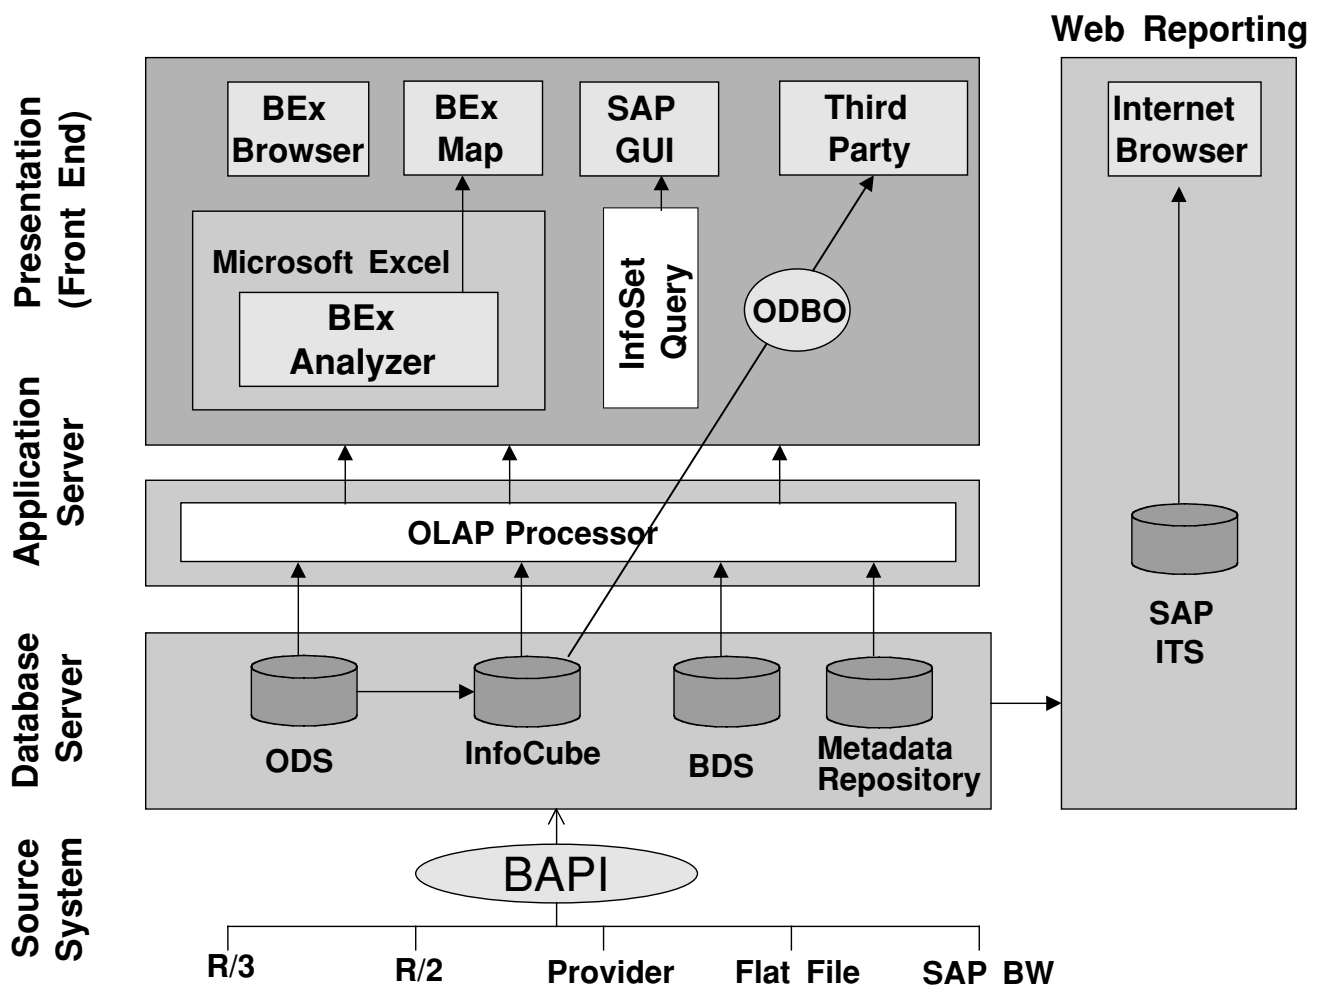 Web Reporting
Presentation
(Front End)
BEx
Browser
BEx
Map
SAP
GUI
Third
Party
Internet
Browser
Microsoft Excel
BEx
Analyzer
InfoSet
Query
ODBO
Application
Server
OLAP Processor
SAP
ITS
Database
Server
ODS
InfoCube
BDS
Metadata
Repository
Source
System
BAPI
R/3
R/2
Provider
Flat File
SAP BW